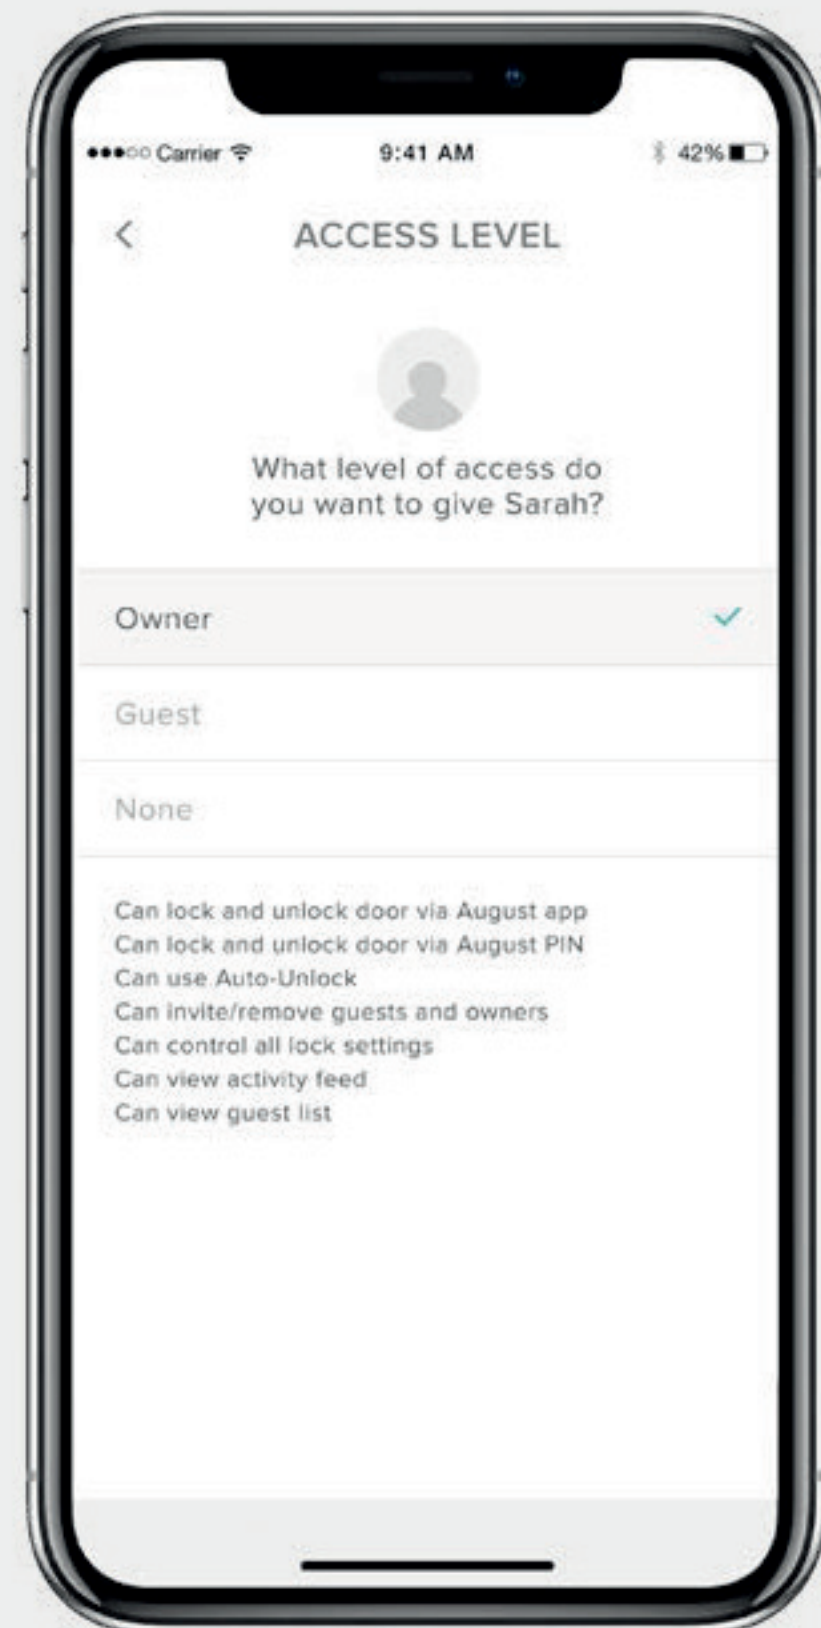 Carrier 9:41 AM 42%
ACCESS LEVEL
What level of access do
you want to give Sarah?
Owner
Guest
None
Can lock and unlock door via August app
Can lock and unlock door via August PIN
Can use Auto-Unlock
Can invite/remove guests and owners
Can control all lock settings
Can view activity feed
Can view guest list